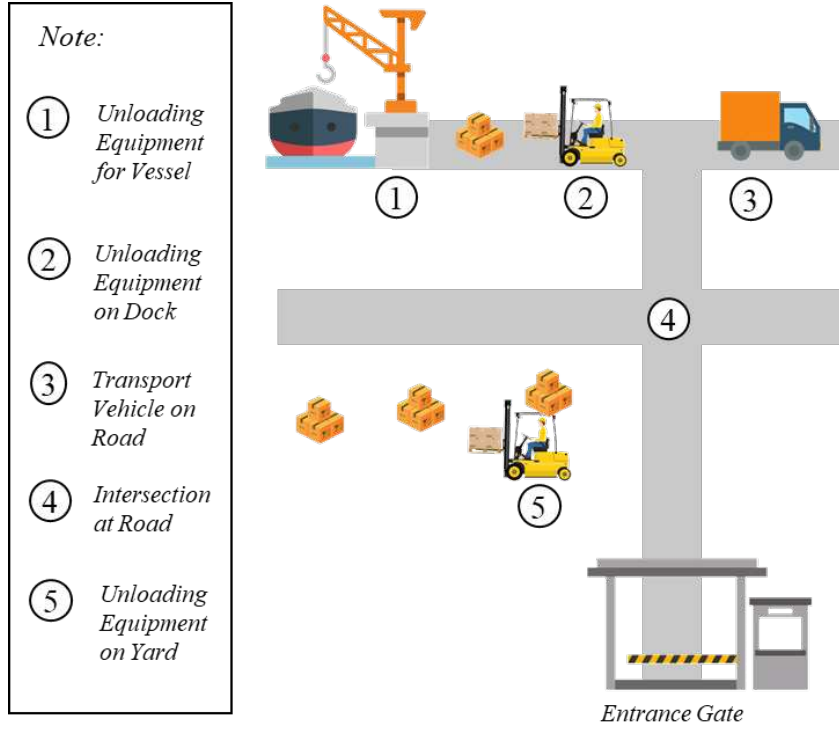 Note:
1
Unloading
Equipment
for Vessel
2
Unloading
Equipment
on Dock
3
Transport
Vehicle on
Road
4
Intersection
at Road
5
Unloading
Equipment
on Yard
1
2
3
4
5
Entrance Gate